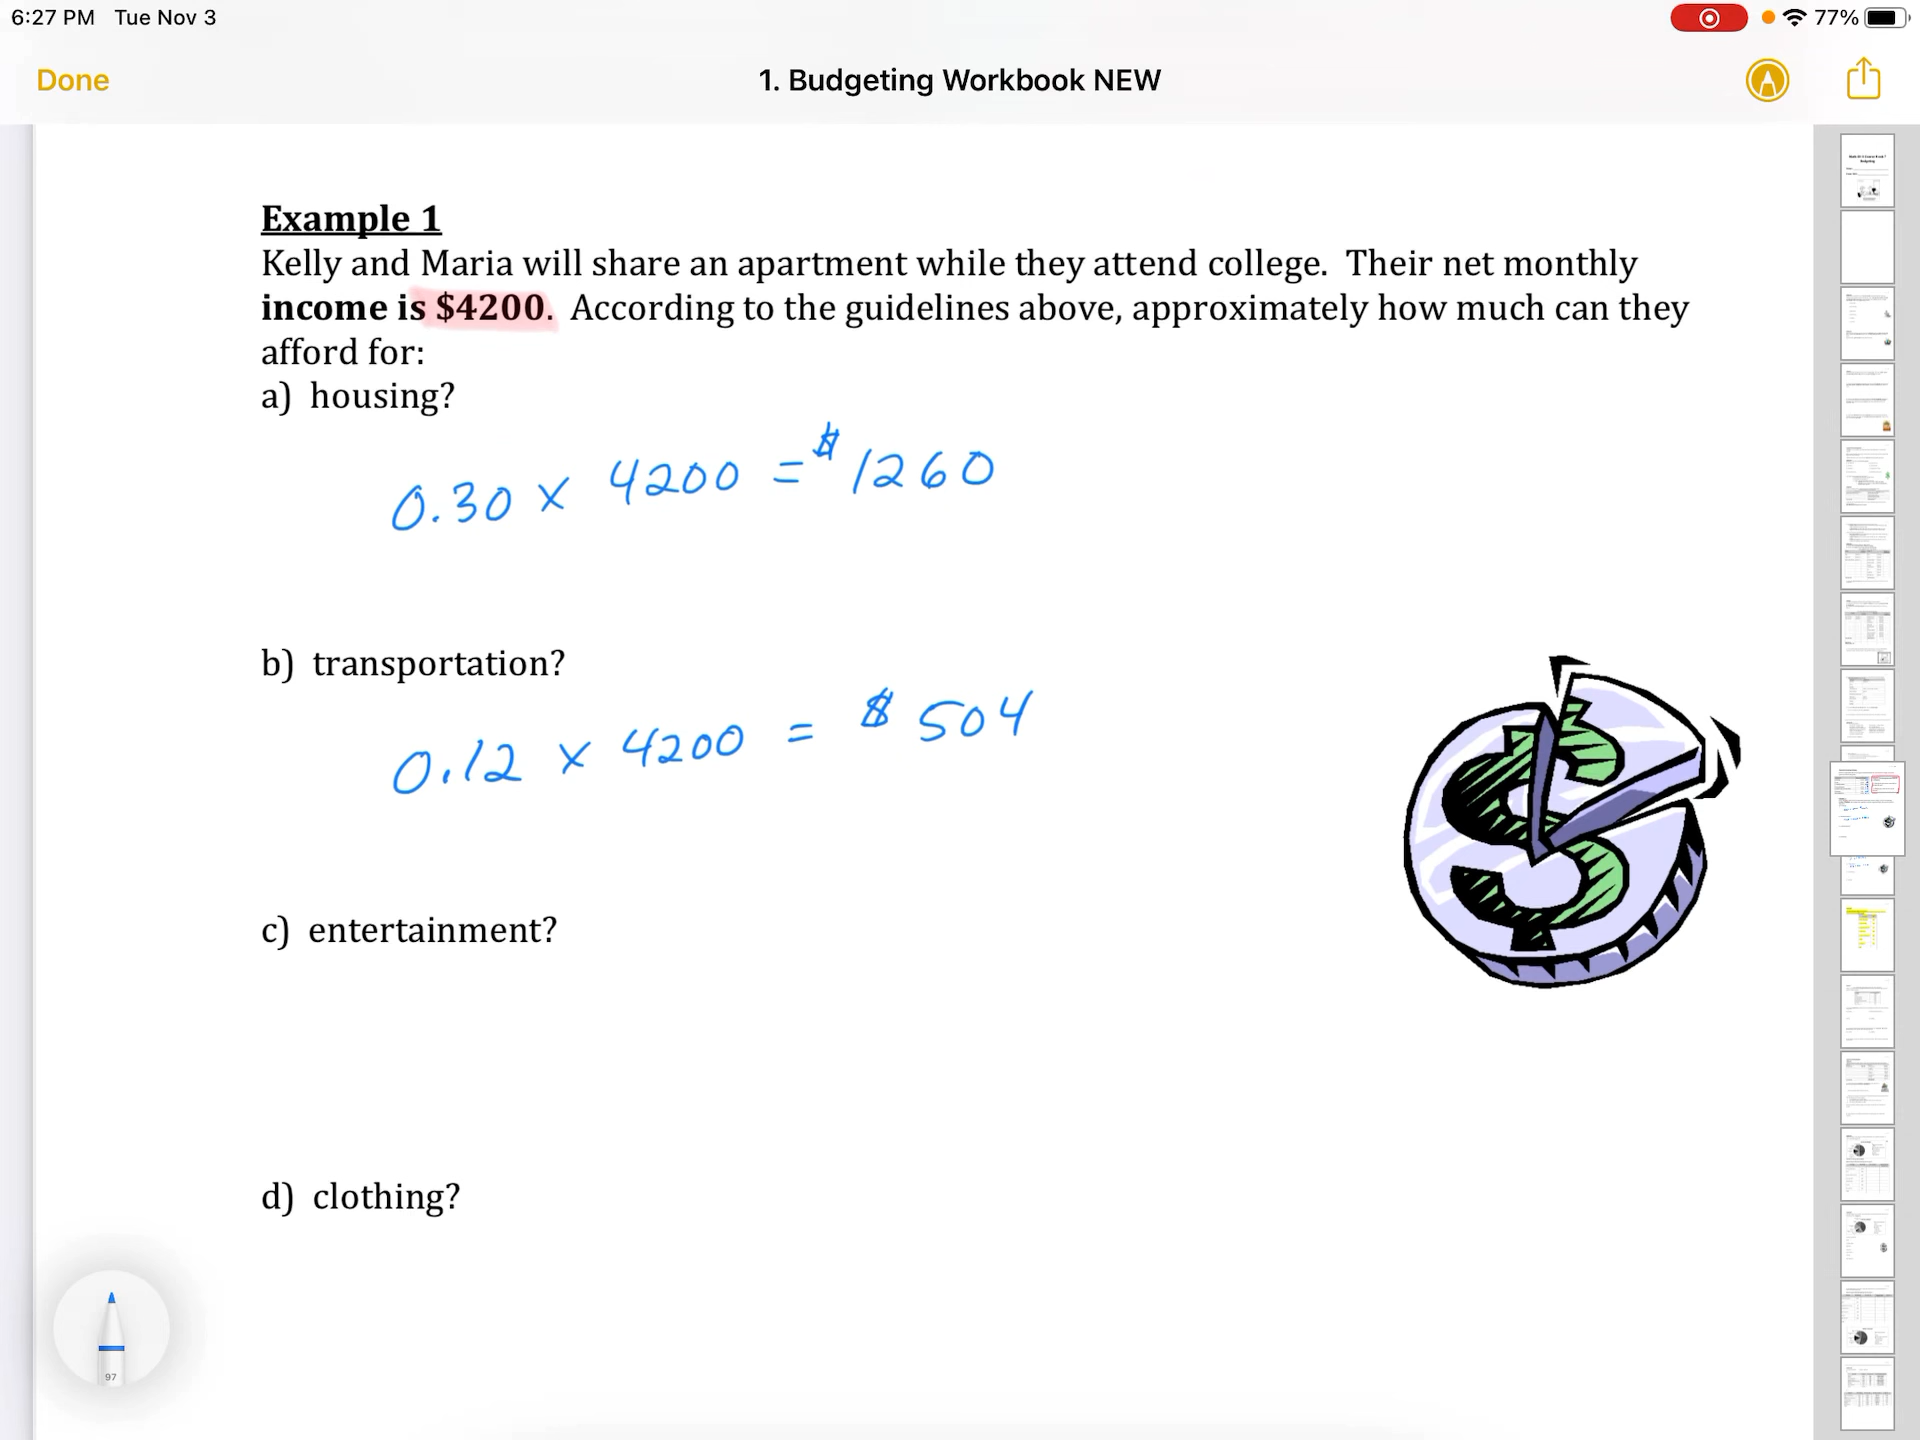 6:27 PM Tue Nov 3
77%
Done
1. Budgeting Workbook NEW
Example 1
Kelly and Maria will share an apartment while they attend college. Their net monthly
income is $4200. According to the guidelines above, approximately how much can they
afford for:
a) housing?
0.30 x 4200 = $1260
b) transportation?
0.12 x 4200 = $504
c) entertainment?
d) clothing?
97